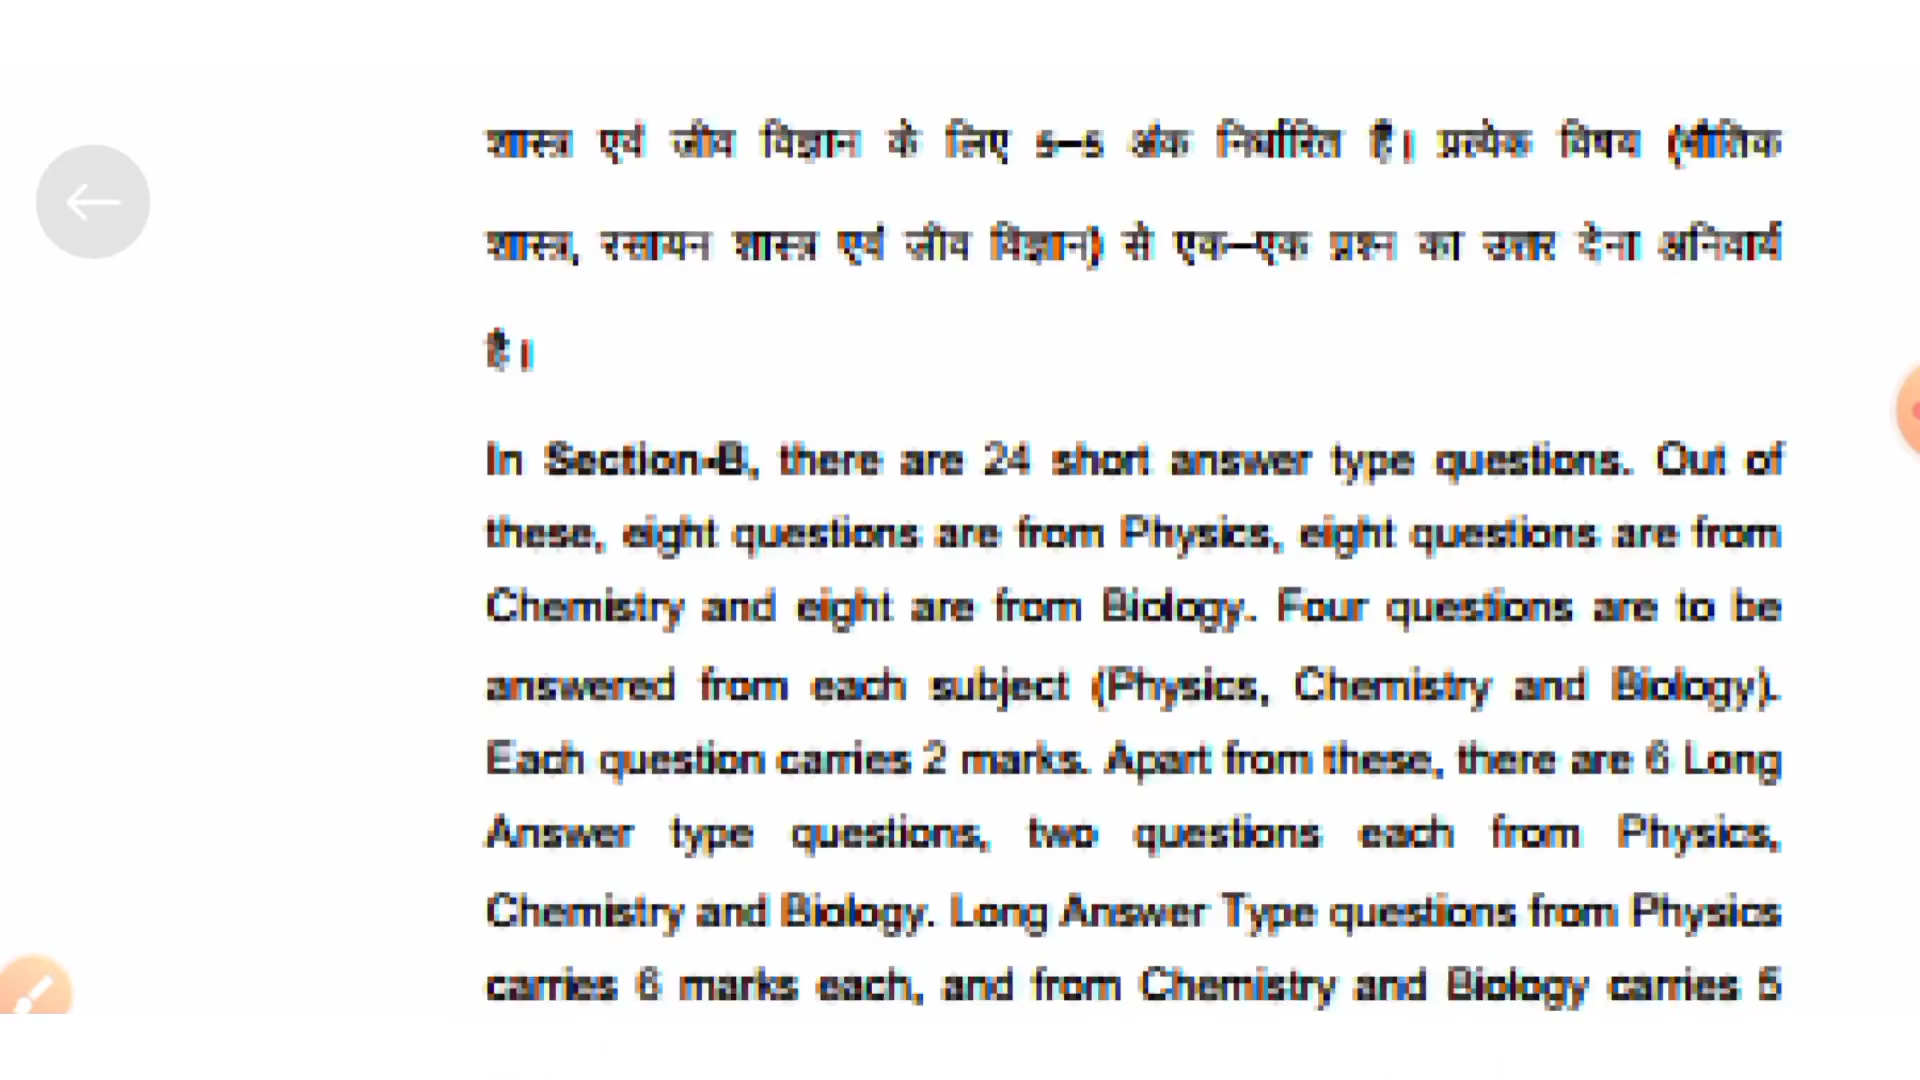 शास्त्र एवं जीव विज्ञान के लिए 5–5 अंक निर्धारित हैं। प्रत्येक विषय (भौतिक
शास्त्र, रसायन शास्त्र एवं जीव विज्ञान) से एक–एक प्रश्न का उत्तर देना अनिवार्य
है।
In Section-B, there are 24 short answer type questions. Out of
these, eight questions are from Physics, eight questions are from
Chemistry and eight are from Biology. Four questions are to be
answered from each subject (Physics, Chemistry and Biology).
Each question carries 2 marks. Apart from these, there are 6 Long
Answer type questions, two questions each from Physics,
Chemistry and Biology. Long Answer Type questions from Physics
carries 6 marks each, and from Chemistry and Biology carries 5